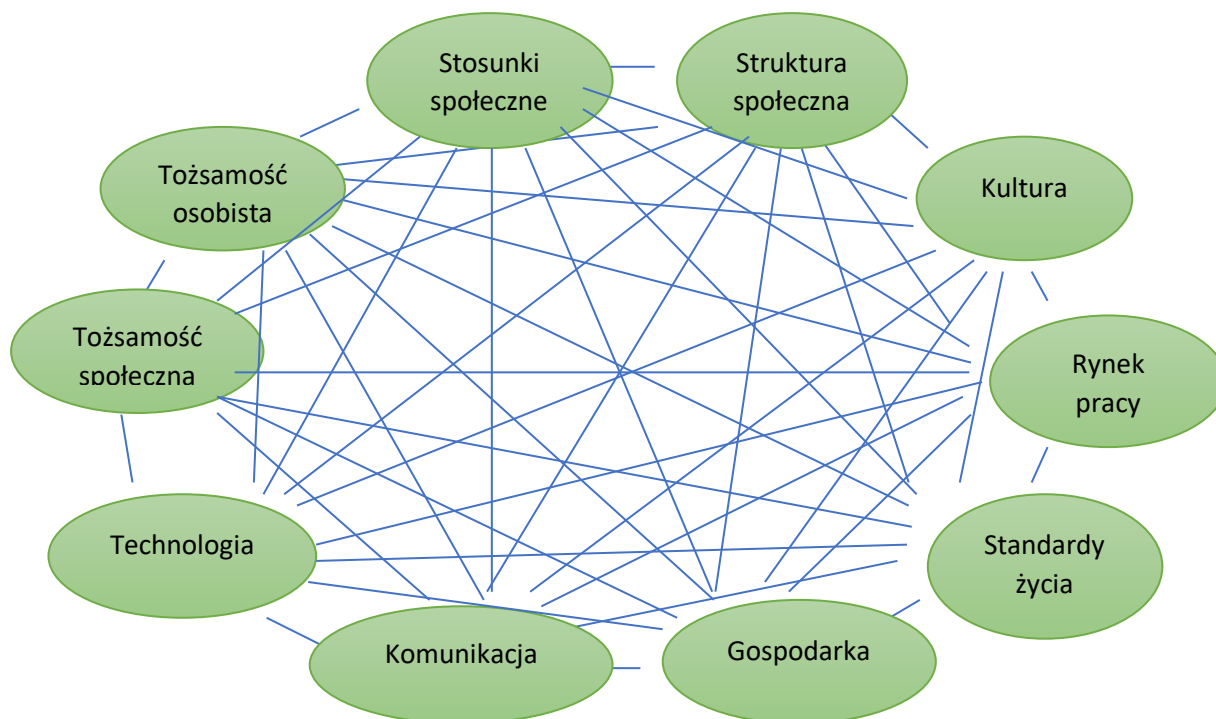 Stosunki
społeczne
Struktura
społeczna
Tożsamość
osobista
Kultura
Tożsamość
społeczna
Rynek
pracy
Technologia
Standardy
życia
Komunikacja
Gospodarka